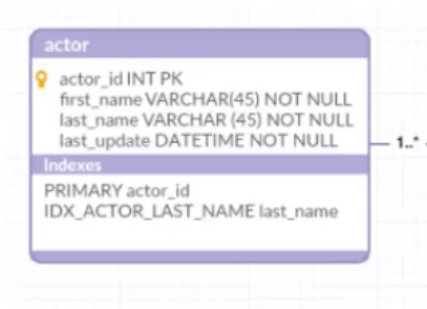 actor
actor_id INT PK
first_name VARCHAR(45) NOT NULL
last_name VARCHAR (45) NOT NULL
last_update DATETIME NOT NULL
1..*
Indexes
PRIMARY actor_id
IDX_ACTOR_LAST_NAME last_name